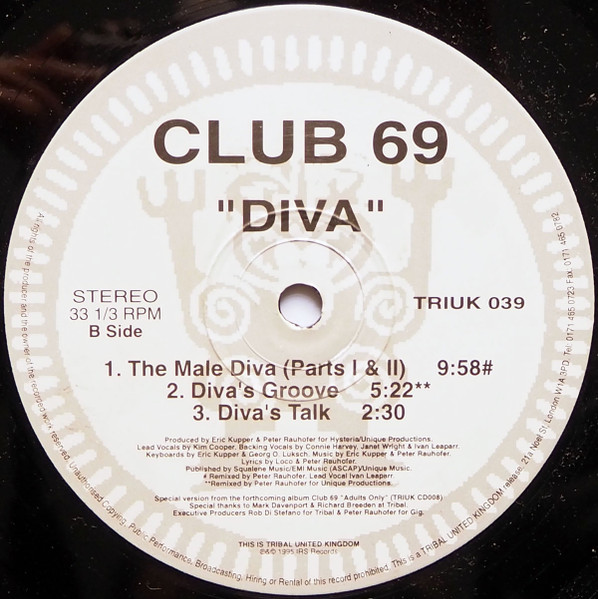 CLUB 69
"DIVA"
STEREO
33 1/3 RPM
B Side
TRIUK 039
1. The Male Diva (Parts I & II) 9:58#
2. Diva's Groove 5:22**
3. Diva's Talk 2:30
Produced by Eric Kupper & Peter Rauhofer for Hysteria/Unique Productions.
Lead Vocals by Kim Cooper. Backing Vocals by Connie Harvey, Janet Wright & Ivan Leaparr.
Keyboards by Eric Kupper & Georg O. Luksch. Music by Eric Kupper & Peter Rauhofer.
Lyrics by Loco & Peter Rauhofer.
Published by Squalene Music/EMI Music (ASCAP)/Unique Music.
# Remixed by Peter Rauhofer. Lead Vocal Ivan Leaparr.
**Remixed by Peter Rauhofer for Unique Productions.
Special version from the forthcoming album Club 69 "Adults Only" (TRIUK CD008)
Special thanks to Mark Davenport & Richard Breeden at Tribal.
Executive Producers Rob Di Stefano for Tribal & Peter Rauhofer for Gig.
THIS IS TRIBAL UNITED KINGDOM
℗&© 1995 IRS Records
All rights of the producer and the owner of the recorded work reserved. Unauthorised Copying, Public Performance, Broadcasting, Hiring or Rental of this record prohibited. This is a TRIBAL UNITED KINGDOM release. 21a Noel St. London W1A 3PD. Tel: 0171 465 0723 Fax: 0171 465 0762.